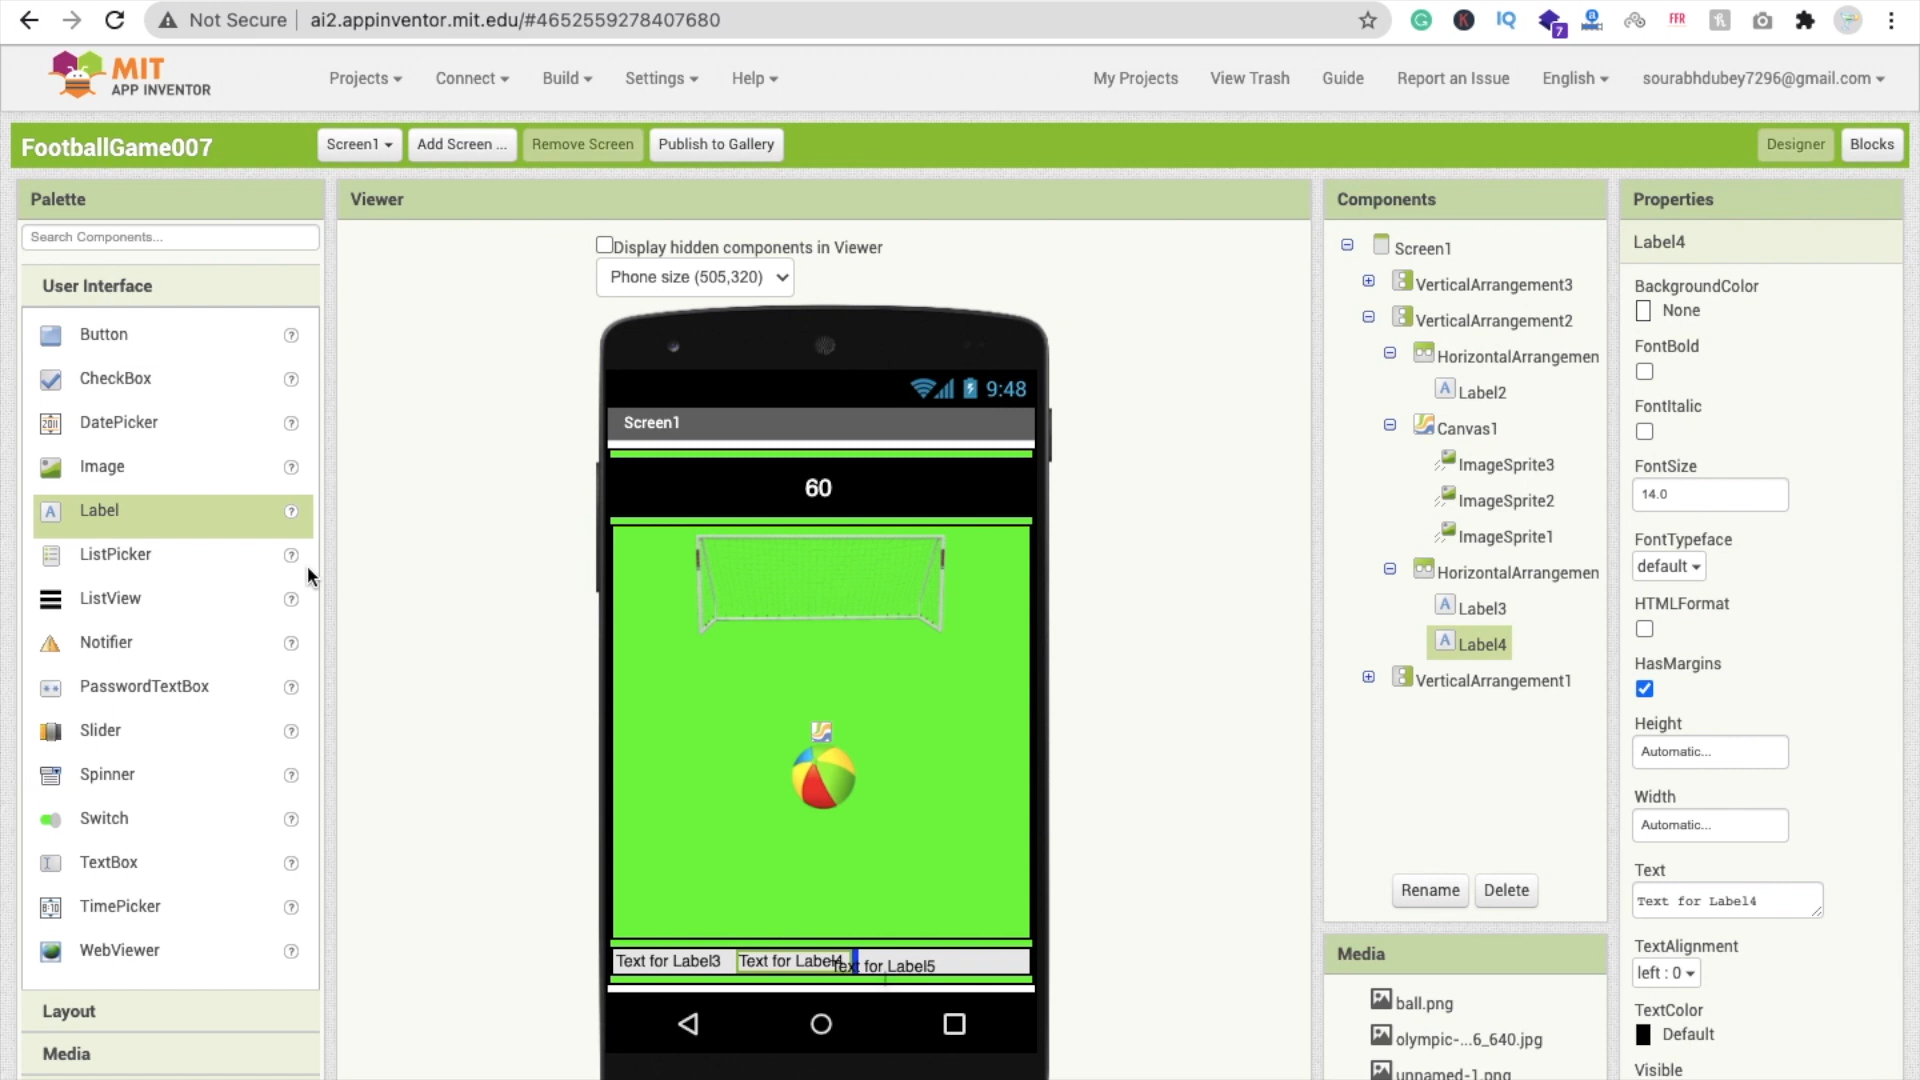 Not Secure
ai2.appinventor.mit.edu/#4652559278407680
IQ
7
a
FFR
MIT
APP INVENTOR
Projects
Connect
Build
Settings
Help
My Projects
View Trash
Guide
Report an Issue
English
sourabhdubey7296@gmail.com
FootballGame007
Screen1
Add Screen ...
Remove Screen
Publish to Gallery
Designer
Blocks
Palette
Search Components...
User Interface
Button
CheckBox
DatePicker
Image
Label
ListPicker
ListView
Notifier
PasswordTextBox
Slider
Spinner
Switch
TextBox
TimePicker
WebViewer
Layout
Media
Viewer
Display hidden components in Viewer
Phone size (505,320)
9:48
Screen1
60
Text for Label3
Text for Label4
Text for Label5
Components
Screen1
VerticalArrangement3
VerticalArrangement2
HorizontalArrangemen
Label2
Canvas1
ImageSprite3
ImageSprite2
ImageSprite1
HorizontalArrangemen
Label3
Label4
VerticalArrangement1
Rename
Delete
Media
ball.png
olympic-...6_640.jpg
unnamed-1.png
Properties
Label4
BackgroundColor
None
FontBold
FontItalic
FontSize
14.0
FontTypeface
default
HTMLFormat
HasMargins
Height
Automatic...
Width
Automatic...
Text
Text for Label4
TextAlignment
left : 0
TextColor
Default
Visible